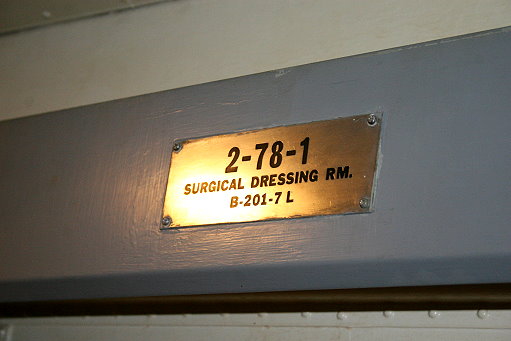 2-78-1
SURGICAL DRESSING RM.
B-201-7 L